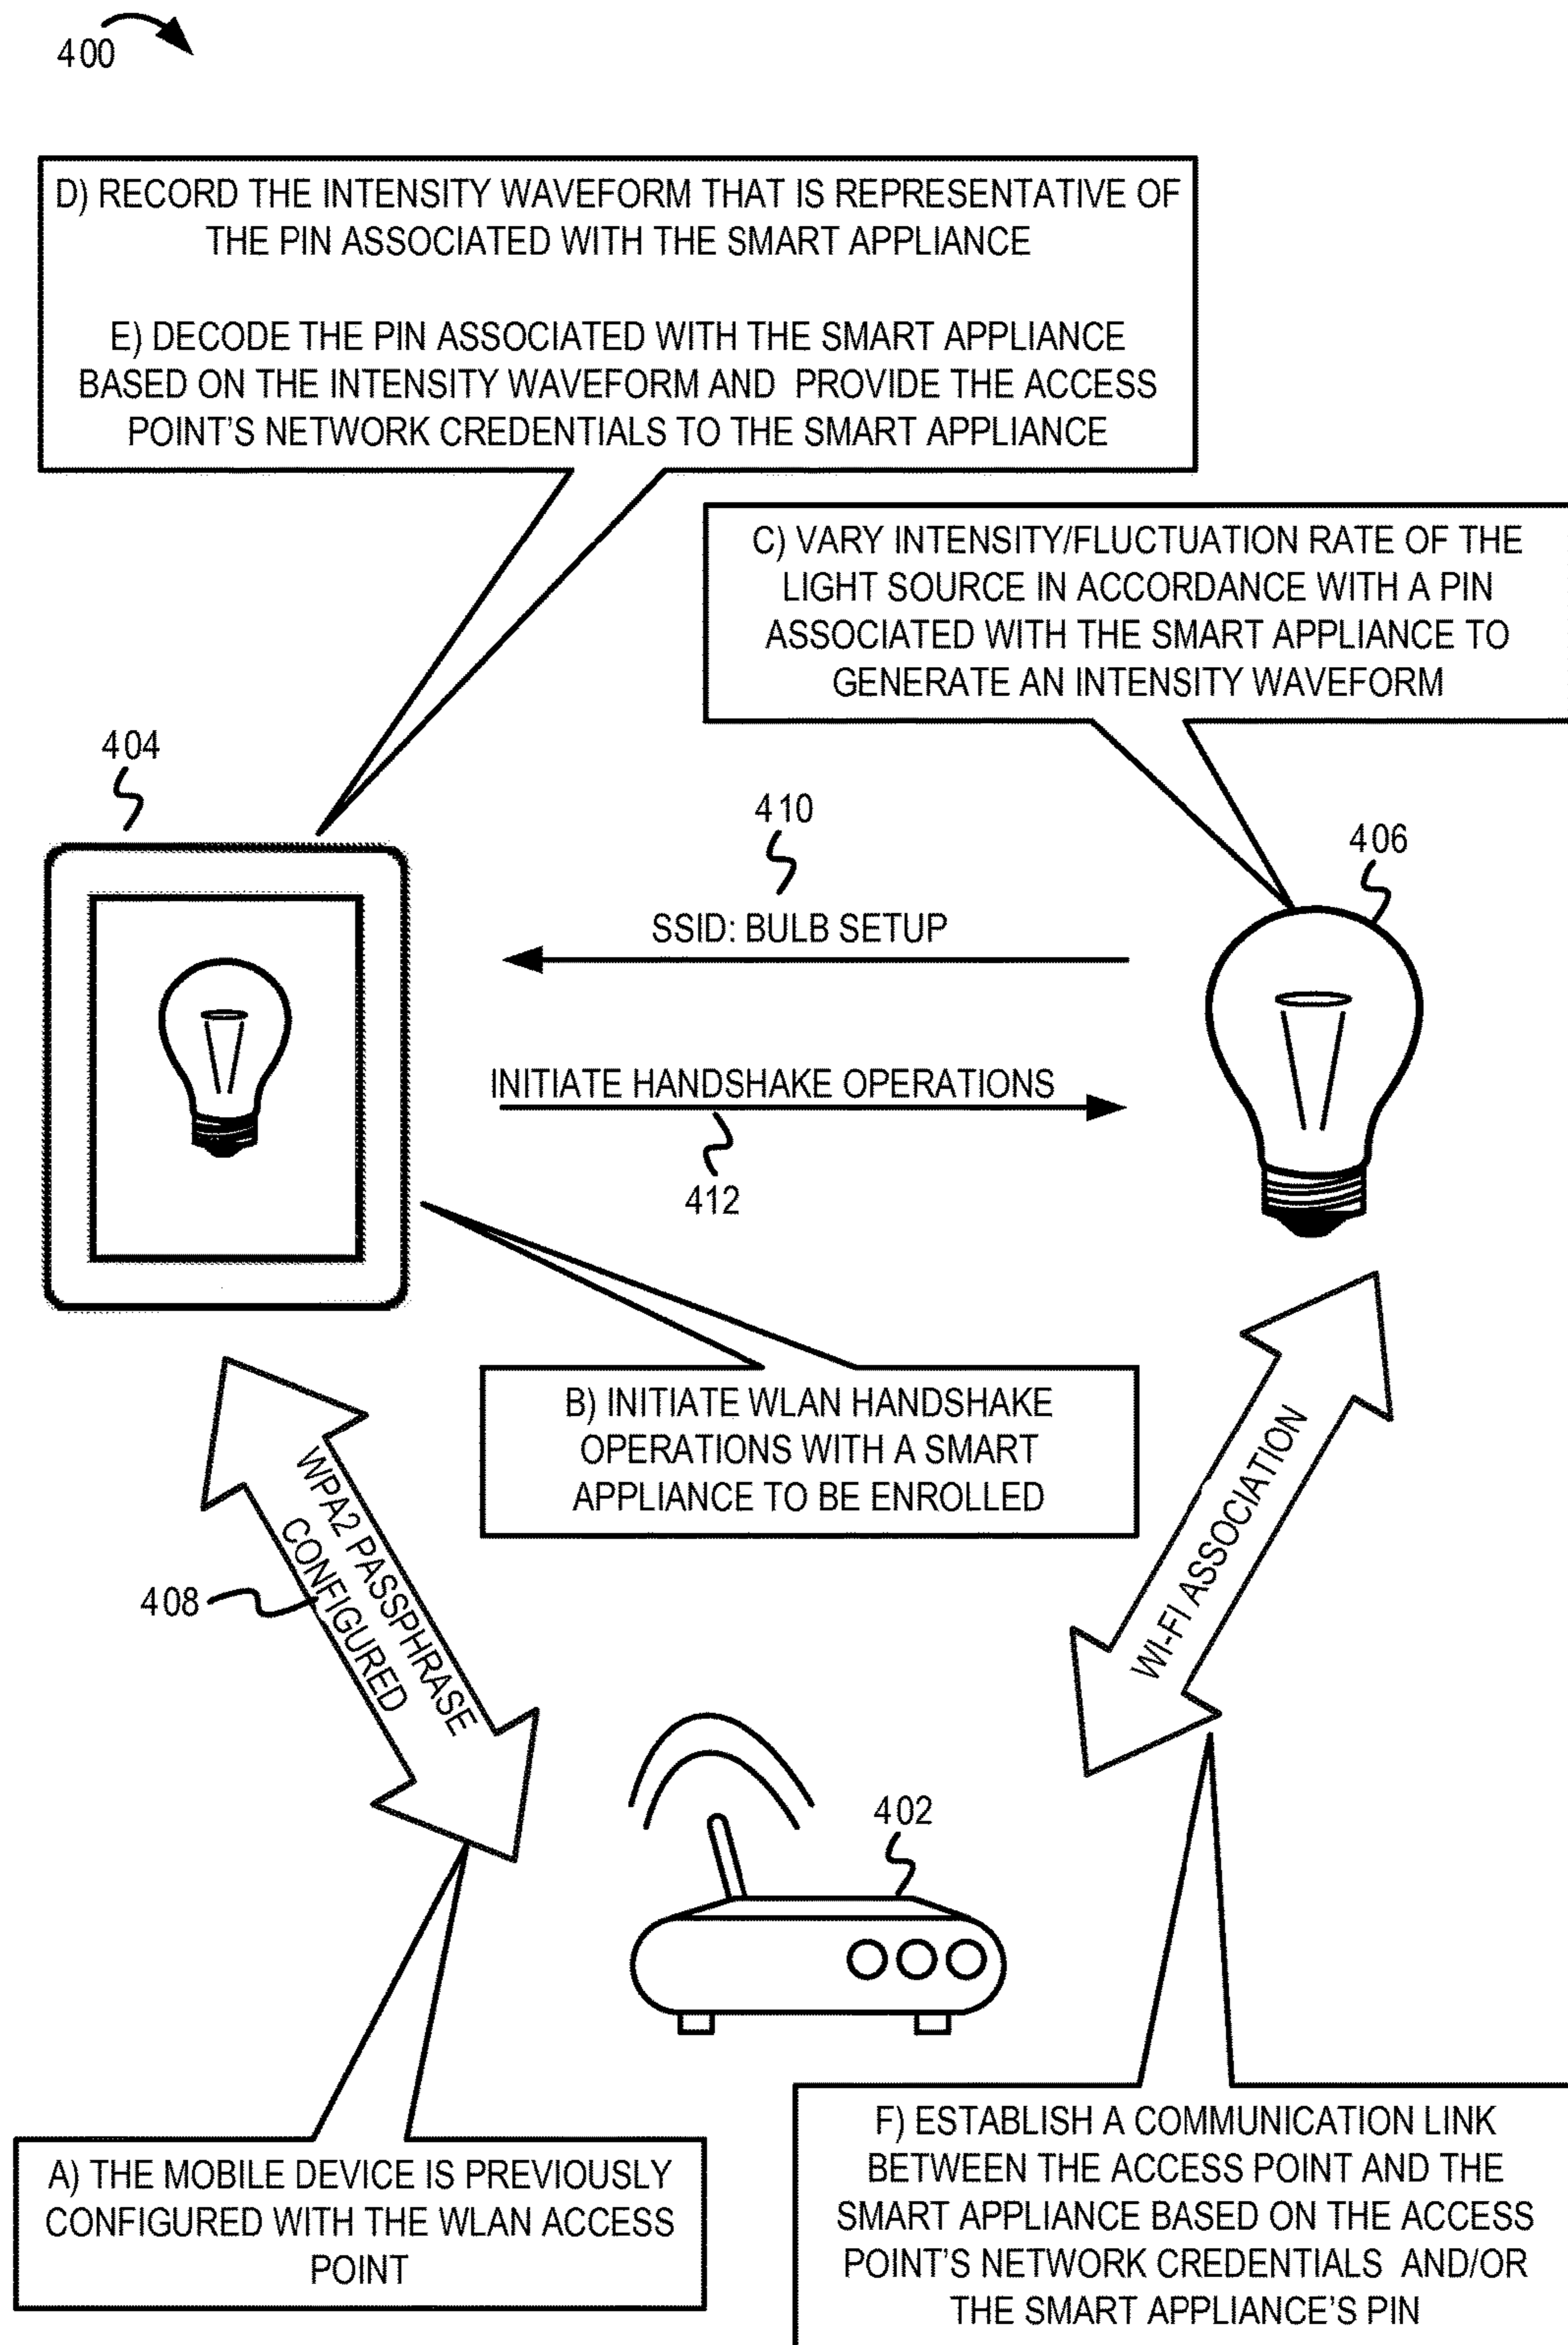 400
D) RECORD THE INTENSITY WAVEFORM THAT IS REPRESENTATIVE OF
THE PIN ASSOCIATED WITH THE SMART APPLIANCE
E) DECODE THE PIN ASSOCIATED WITH THE SMART APPLIANCE
BASED ON THE INTENSITY WAVEFORM AND PROVIDE THE ACCESS
POINT'S NETWORK CREDENTIALS TO THE SMART APPLIANCE
C) VARY INTENSITY/FLUCTUATION RATE OF THE
LIGHT SOURCE IN ACCORDANCE WITH A PIN
ASSOCIATED WITH THE SMART APPLIANCE TO
GENERATE AN INTENSITY WAVEFORM
404
410
406
SSID: BULB SETUP
INITIATE HANDSHAKE OPERATIONS
412
B) INITIATE WLAN HANDSHAKE
OPERATIONS WITH A SMART
APPLIANCE TO BE ENROLLED
WPA2 PASSPHRASE
CONFIGURED
408
WI-FI ASSOCIATION
402
A) THE MOBILE DEVICE IS PREVIOUSLY
CONFIGURED WITH THE WLAN ACCESS
POINT
F) ESTABLISH A COMMUNICATION LINK
BETWEEN THE ACCESS POINT AND THE
SMART APPLIANCE BASED ON THE ACCESS
POINT'S NETWORK CREDENTIALS AND/OR
THE SMART APPLIANCE'S PIN